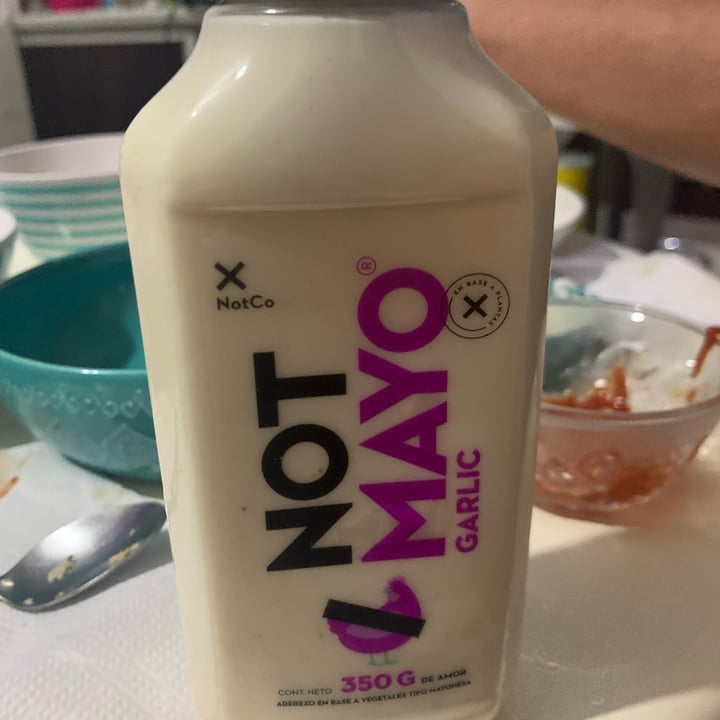 NotCo
NOT
MAYO®
GARLIC
EN BASE A PLANTAS
CONT. NETO 350 G DE AMOR
ADEREZO EN BASE A VEGETALES TIPO MAYONESA